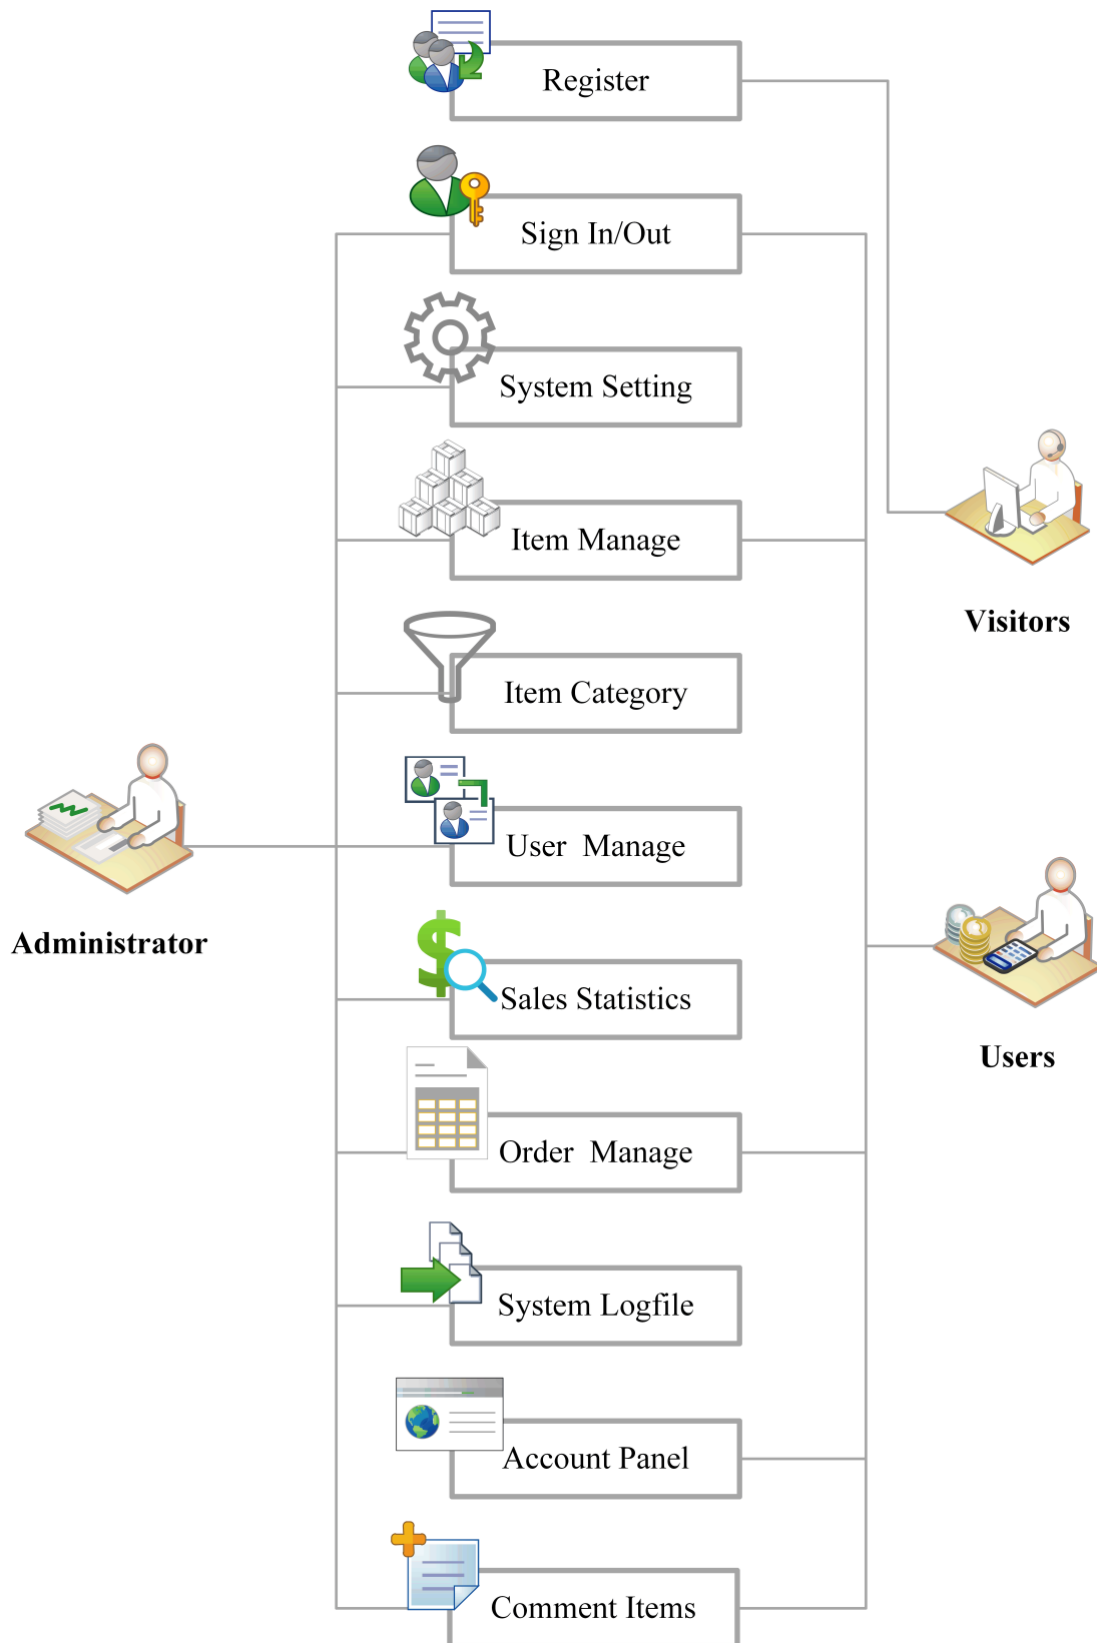 Register
Sign In/Out
System Setting
Item Manage
Visitors
Item Category
User Manage
Administrator
Sales Statistics
Users
Order Manage
System Logfile
Account Panel
Comment Items